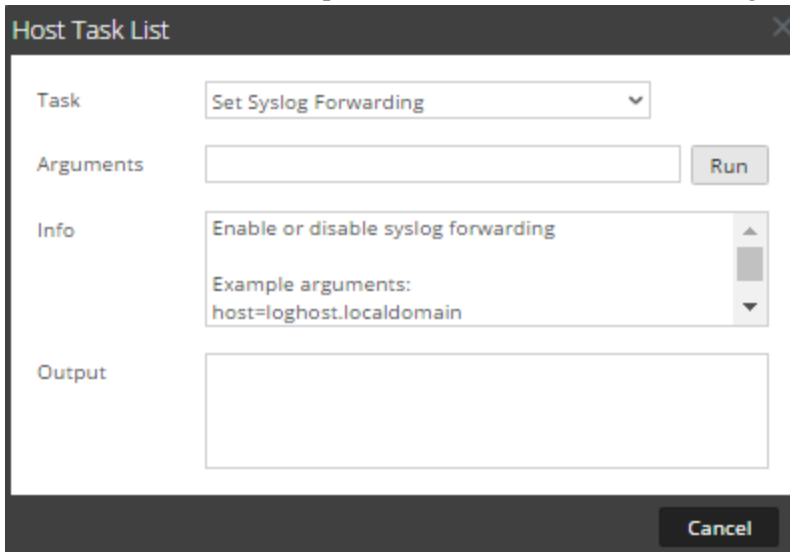 Host Task List
Task
Set Syslog Forwarding
Arguments
Run
Info
Enable or disable syslog forwarding
Example arguments:
host=loghost.localdomain
Output
Cancel